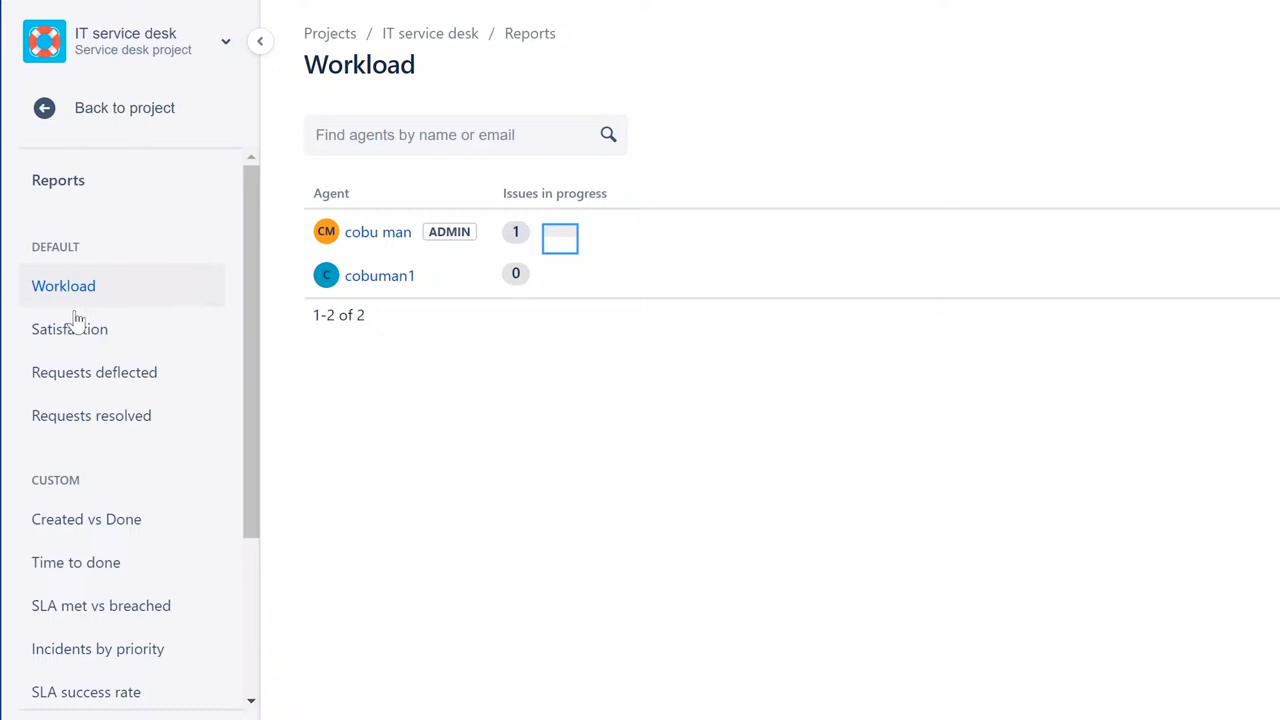 IT service desk
Service desk project
Back to project
Reports
DEFAULT
Workload
Satisfaction
Requests deflected
Requests resolved
CUSTOM
Created vs Done
Time to done
SLA met vs breached
Incidents by priority
SLA success rate
Projects / IT service desk / Reports
Workload
Find agents by name or email
Agent Issues in progress
CM cobu man ADMIN 1
C cobuman1 0
1-2 of 2